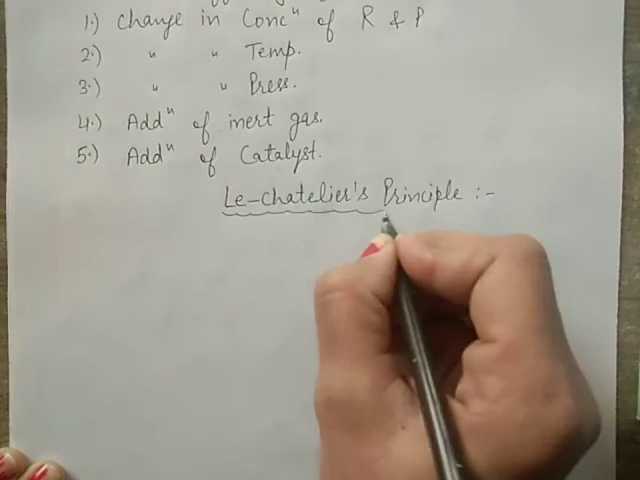 1.) Change in Concⁿ of R & P
2.) " " Temp.
3.) " " Press.
4.) Addⁿ of inert gas.
5.) Addⁿ of Catalyst.
Le-chatelier's Principle :-